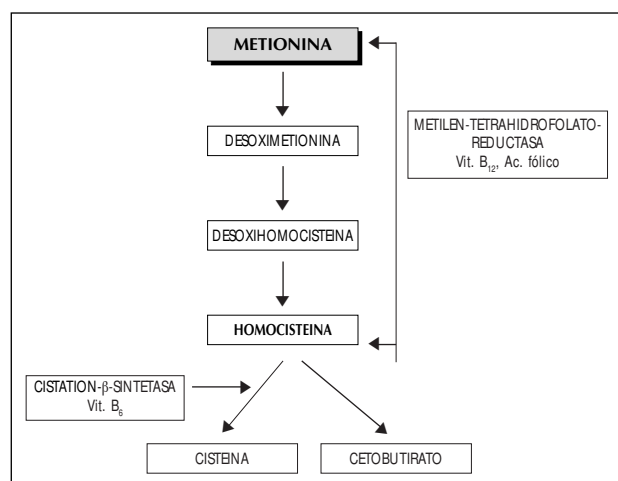 METIONINA
DESOXIMETIONINA
DESOXIHOMOCISTEINA
HOMOCISTEINA
METILEN-TETRAHIDROFOLATO-
REDUCTASA
Vit. B₁₂, Ac. fólico
CISTATION-β-SINTETASA
Vit. B₆
CISTEINA
CETOBUTIRATO